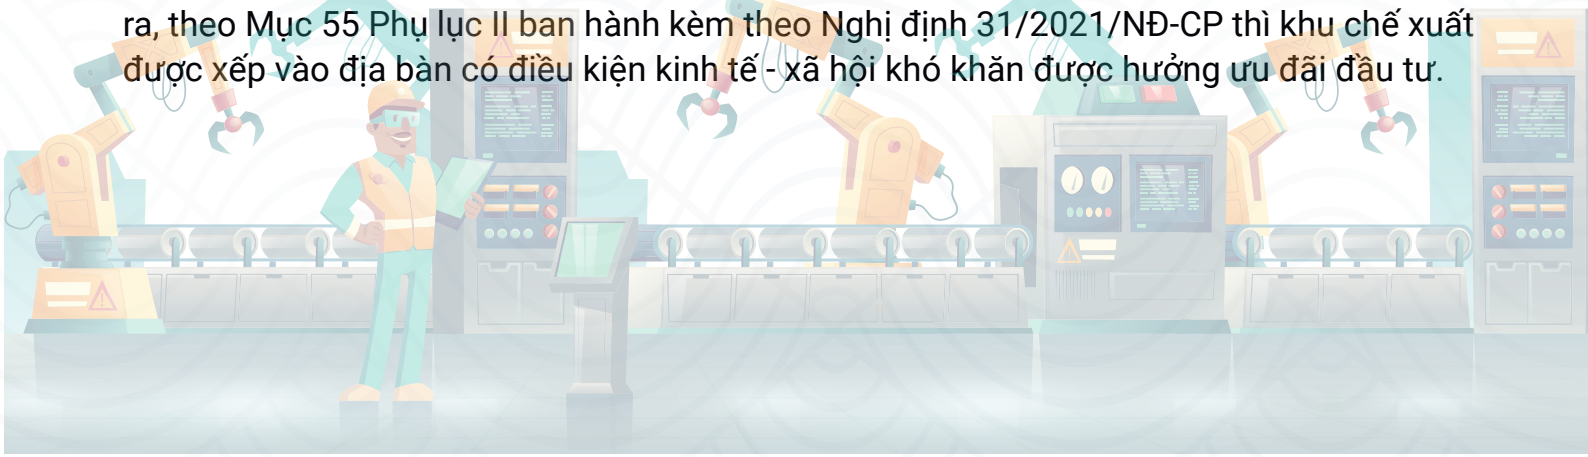 ra, theo Mục 55 Phụ lục II ban hành kèm theo Nghị định 31/2021/NĐ-CP thì khu chế xuất
được xếp vào địa bàn có điều kiện kinh tế - xã hội khó khăn được hưởng ưu đãi đầu tư.